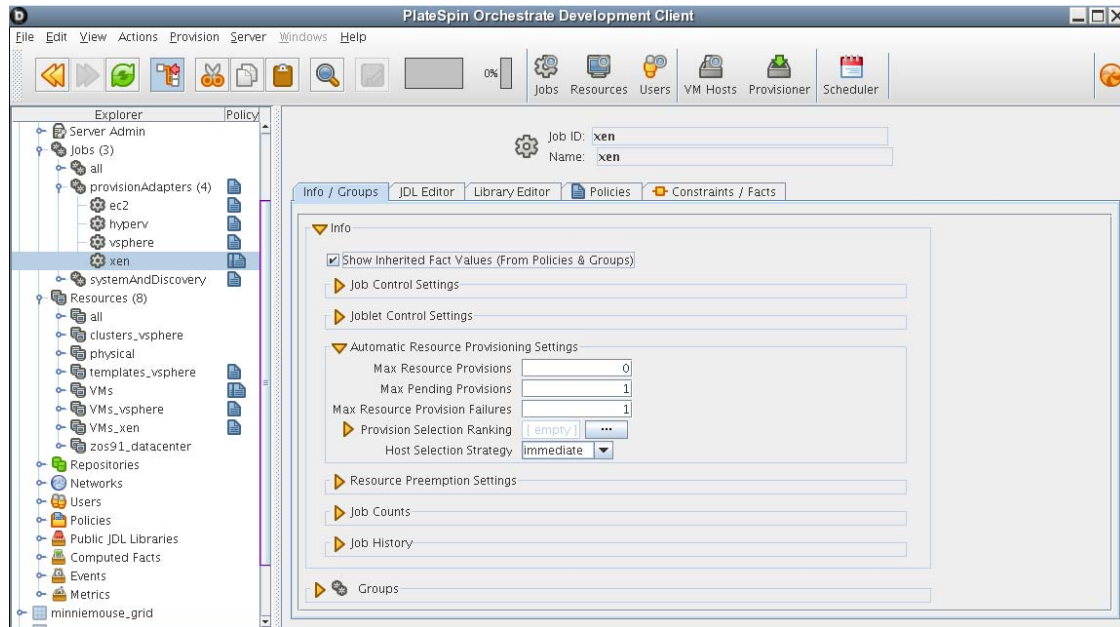 PlateSpin Orchestrate Development Client
File Edit View Actions Provision Server Windows Help
0%
Jobs Resources Users VM Hosts Provisioner Scheduler
Explorer Policy
Server Admin
Jobs (3)
all
provisionAdapters (4)
ec2
hyperv
vsphere
xen
systemAndDiscovery
Resources (8)
all
clusters_vsphere
physical
templates_vsphere
VMs
VMs_vsphere
VMs_xen
zos91_datacenter
Repositories
Networks
Users
Policies
Public JDL Libraries
Computed Facts
Events
Metrics
minniemouse_grid
Job ID: xen
Name: xen
Info / Groups JDL Editor Library Editor Policies Constraints / Facts
Info
Show Inherited Fact Values (From Policies & Groups)
Job Control Settings
Joblet Control Settings
Automatic Resource Provisioning Settings
Max Resource Provisions 0
Max Pending Provisions 1
Max Resource Provision Failures 1
Provision Selection Ranking [ empty ] ...
Host Selection Strategy immediate
Resource Preemption Settings
Job Counts
Job History
Groups